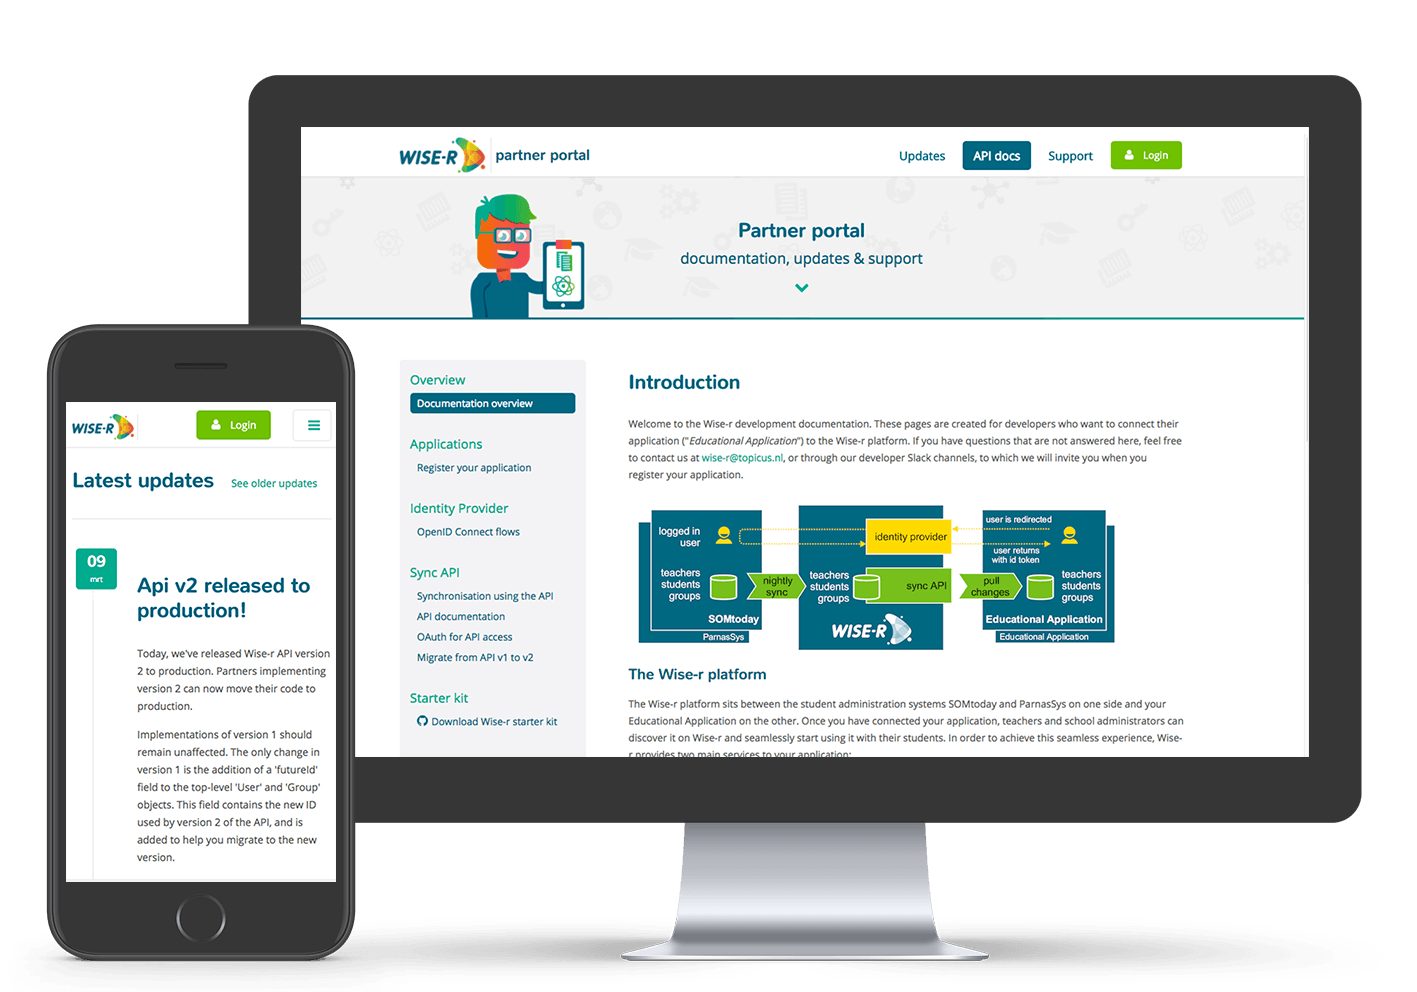 WISE-R partner portal
Updates
API docs
Support
Login
Partner portal
documentation, updates & support
Overview
Documentation overview
Applications
Register your application
Identity Provider
OpenID Connect flows
Sync API
Synchronisation using the API
API documentation
OAuth for API access
Migrate from API v1 to v2
Starter kit
Download Wise-r starter kit
Introduction
Welcome to the Wise-r development documentation. These pages are created for developers who want to connect their
application ("Educational Application") to the Wise-r platform. If you have questions that are not answered here, feel free
to contact us at wise-r@topicus.nl, or through our developer Slack channels, to which we will invite you when you
register your application.
logged in
user
teachers
students
groups
SOMtoday
ParnasSys
nightly
sync
identity provider
teachers
students
groups
sync API
WISE-R
user is redirected
user returns
with id token
pull
changes
teachers
students
groups
Educational Application
Educational Application
The Wise-r platform
The Wise-r platform sits between the student administration systems SOMtoday and ParnasSys on one side and your
Educational Application on the other. Once you have connected your application, teachers and school administrators can
discover it on Wise-r and seamlessly start using it with their students. In order to achieve this seamless experience, Wise-
r provides two main services to your application:
WISE-R
Login
Latest updates
See older updates
09
mrt
Api v2 released to
production!
Today, we've released Wise-r API version
2 to production. Partners implementing
version 2 can now move their code to
production.
Implementations of version 1 should
remain unaffected. The only change in
version 1 is the addition of a 'futureId'
field to the top-level 'User' and 'Group'
objects. This field contains the new ID
used by version 2 of the API, and is
added to help you migrate to the new
version.